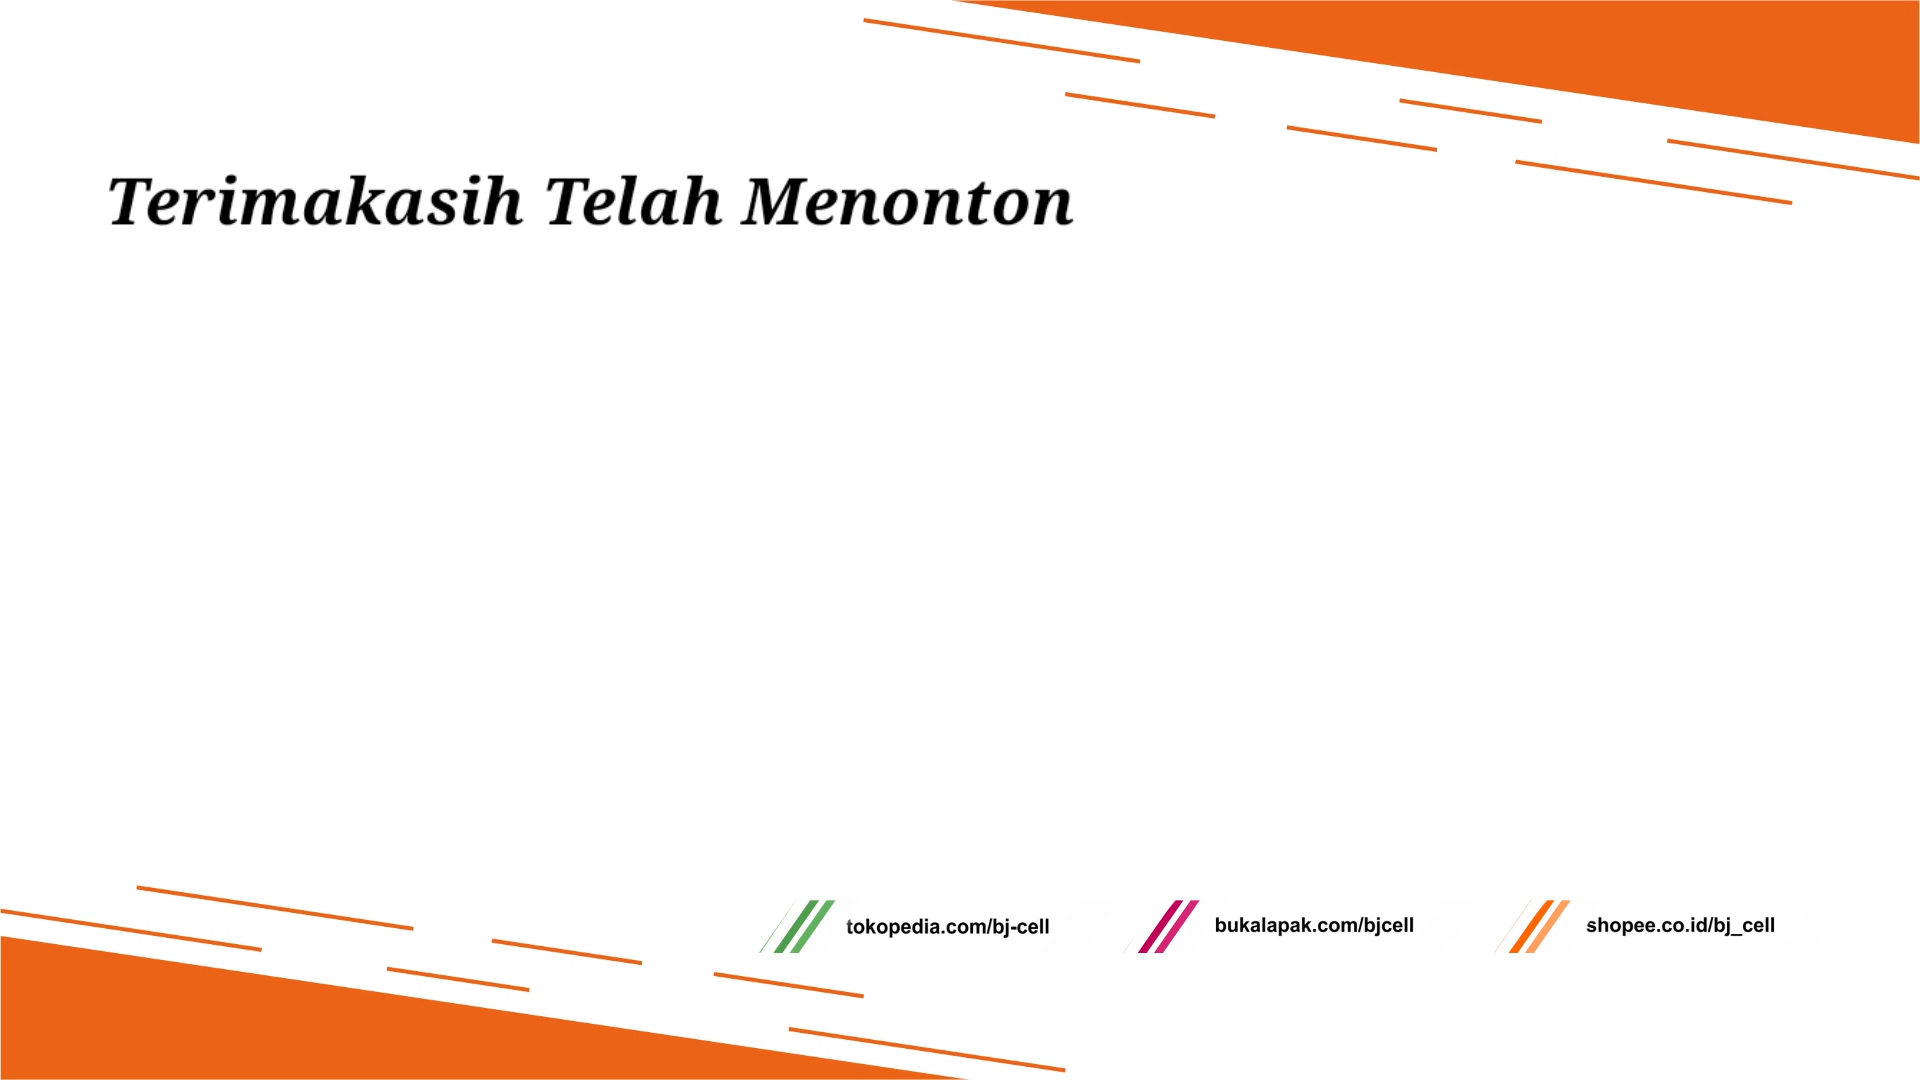 Terimakasih Telah Menonton
tokopedia.com/bj-cell
bukalapak.com/bjcell
shopee.co.id/bj_cell